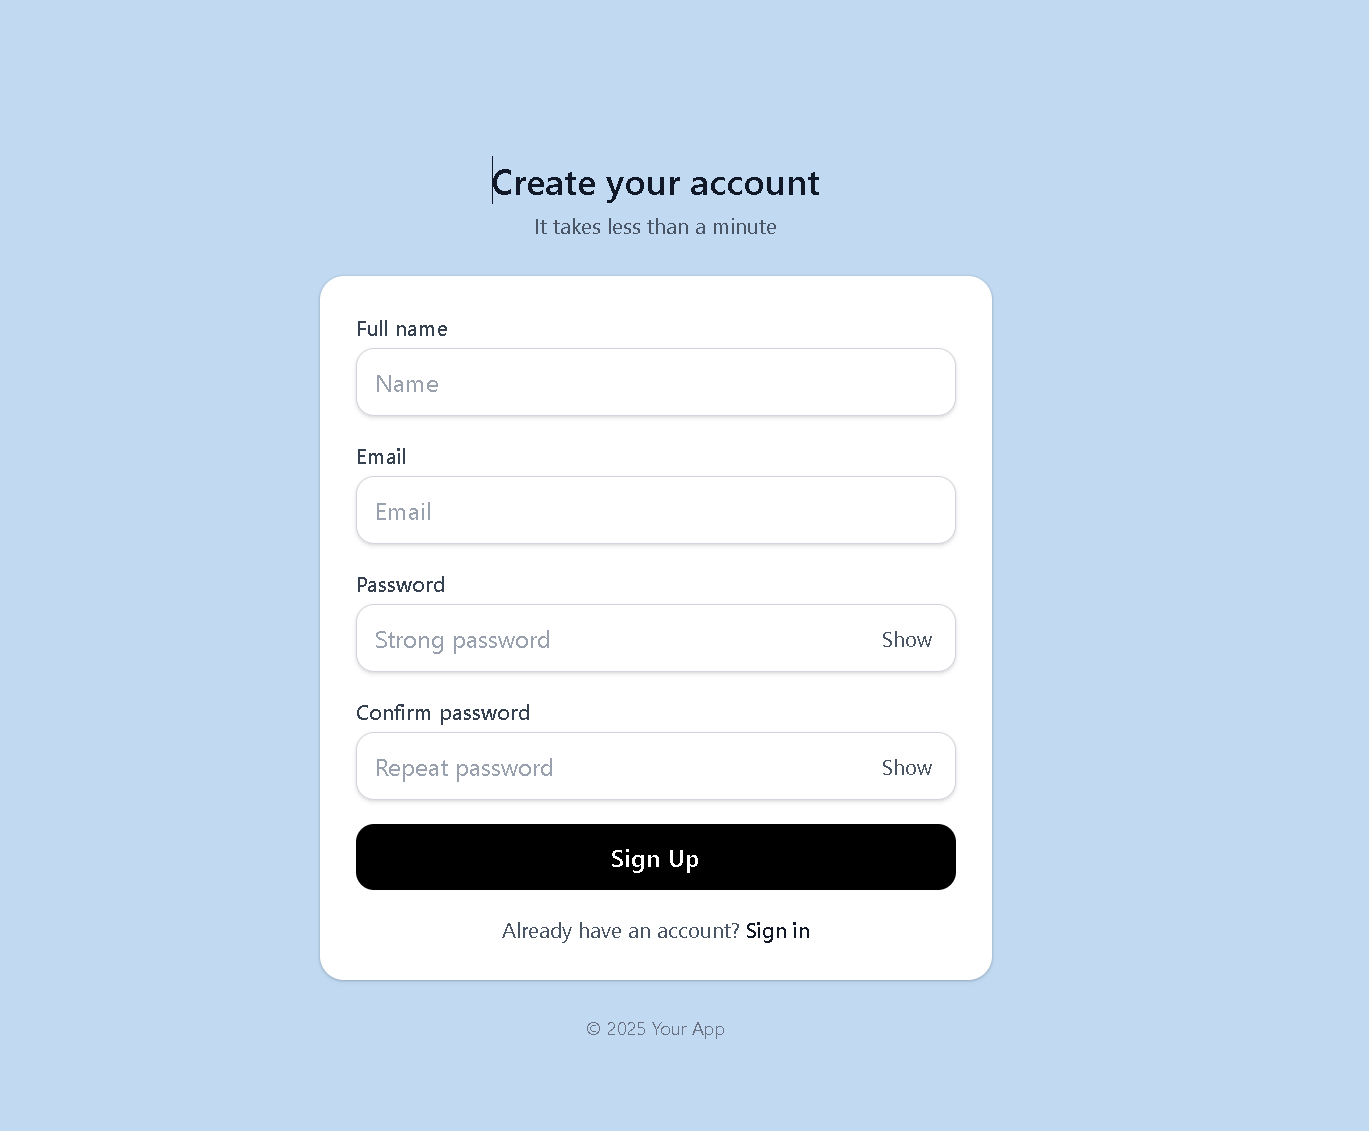 Create your account
It takes less than a minute
Full name
Name
Email
Email
Password
Strong password Show
Confirm password
Repeat password Show
Sign Up
Already have an account? Sign in
© 2025 Your App